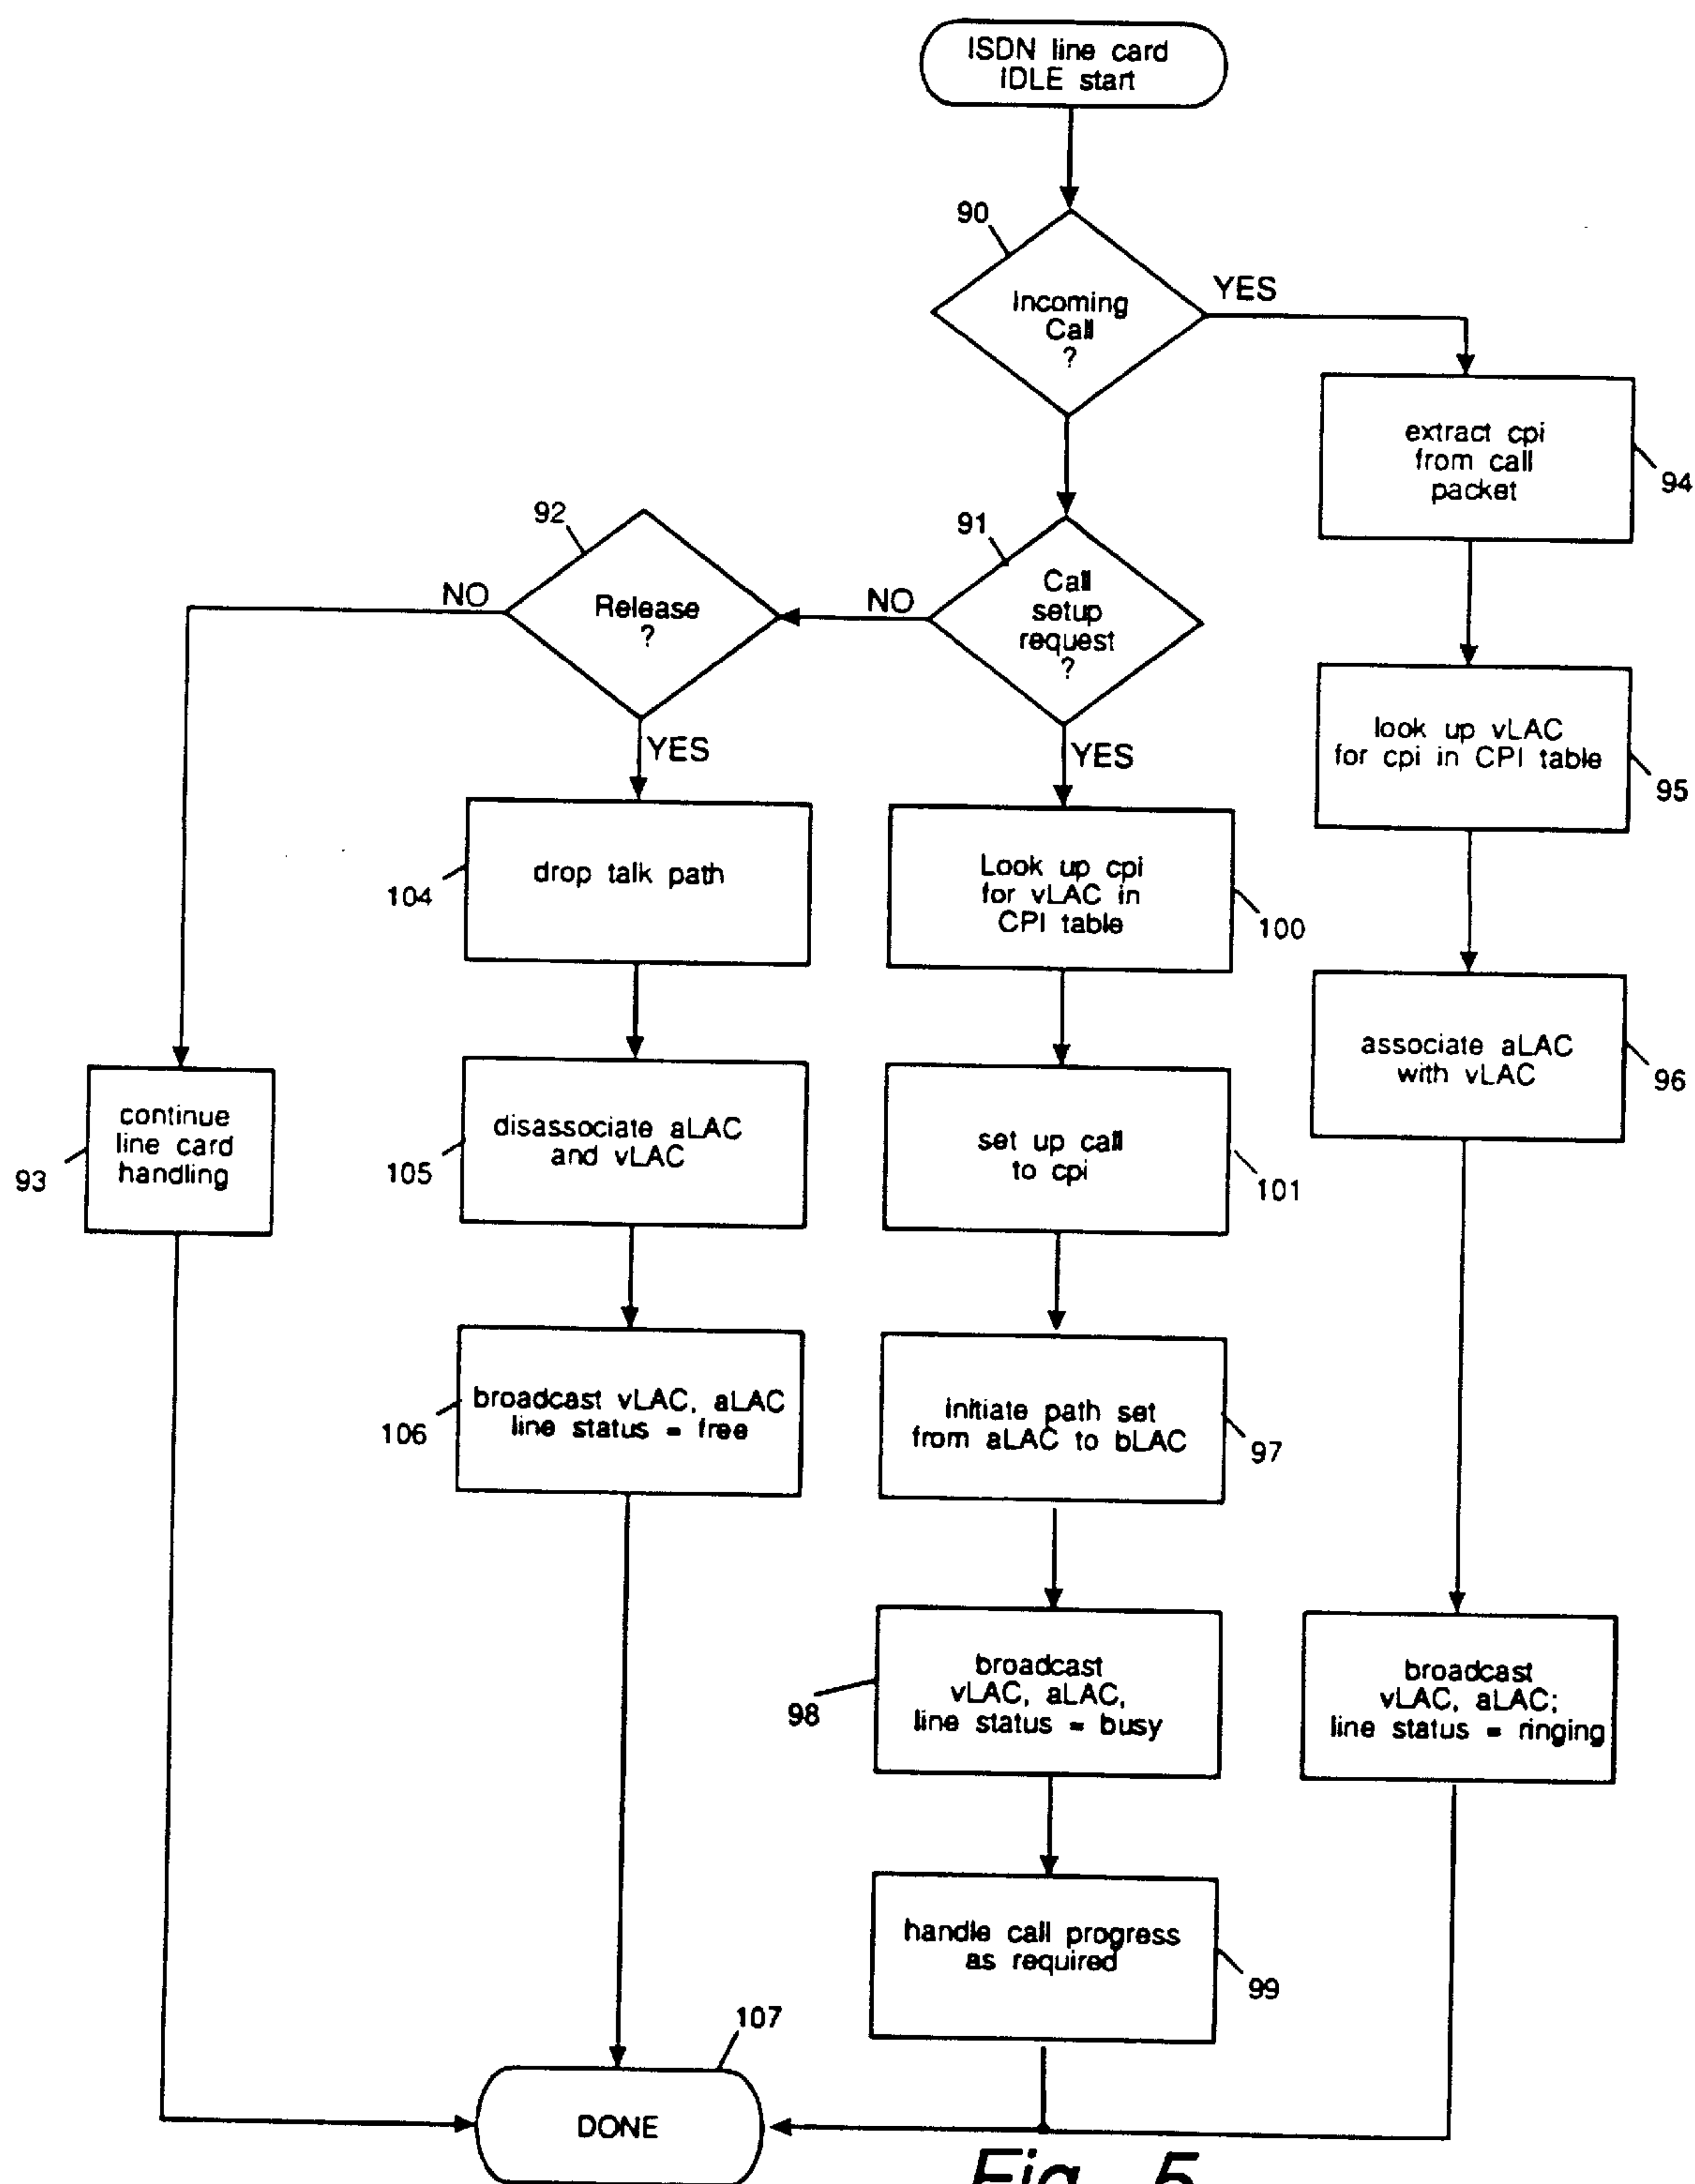 ISDN line card
IDLE start
90
Incoming
Call
?
YES
extract cpi
from call
packet
94
92
Release
?
NO
91
Call
setup
request
?
NO
YES
YES
look up vLAC
for cpi in CPI table
95
drop talk path
104
Look up cpi
for vLAC in
CPI table
100
associate aLAC
with vLAC
96
continue
line card
handling
93
disassociate aLAC
and vLAC
105
set up call
to cpi
101
broadcast vLAC, aLAC
line status = free
106
initiate path set
from aLAC to bLAC
97
broadcast
vLAC, aLAC,
line status = busy
98
broadcast
vLAC, aLAC;
line status = ringing
handle call progress
as required
99
107
DONE
Fig. 5